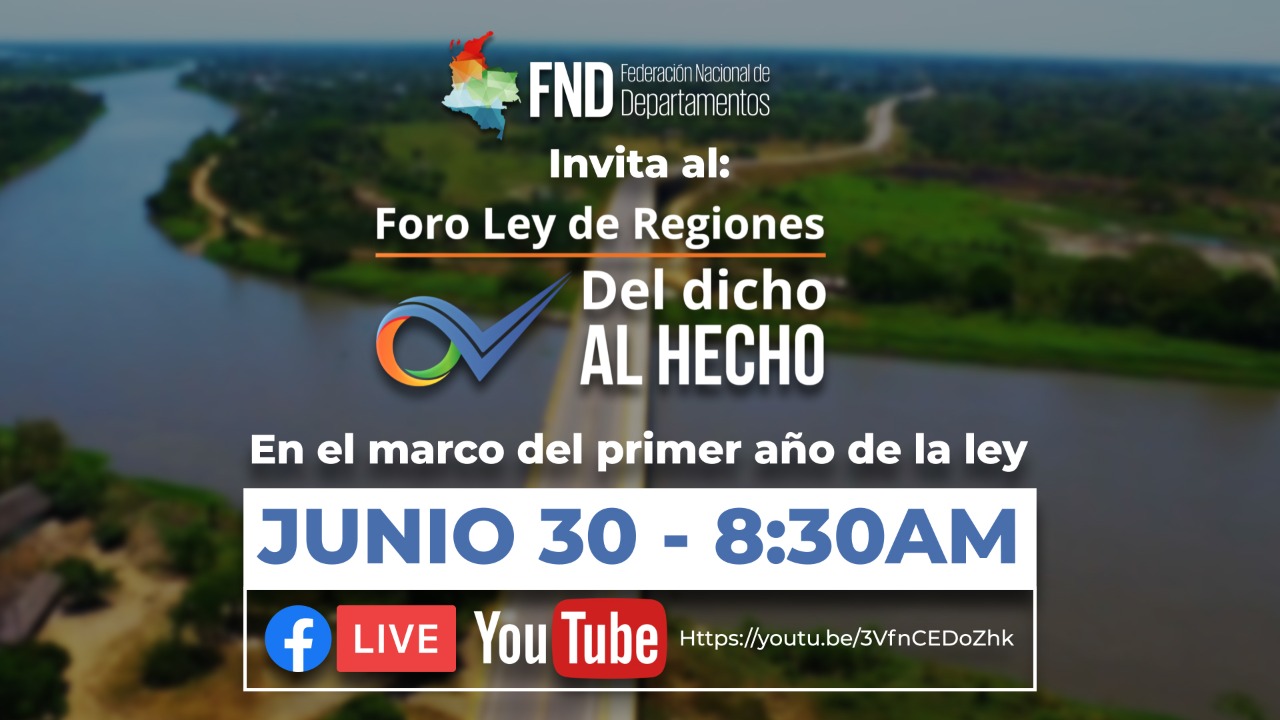 FND Federación Nacional de
Departamentos
Invita al:
Foro Ley de Regiones
Del dicho
AL HECHO
En el marco del primer año de la ley
JUNIO 30 - 8:30AM
f LIVE YouTube Https://youtu.be/3VfnCEDoZhk